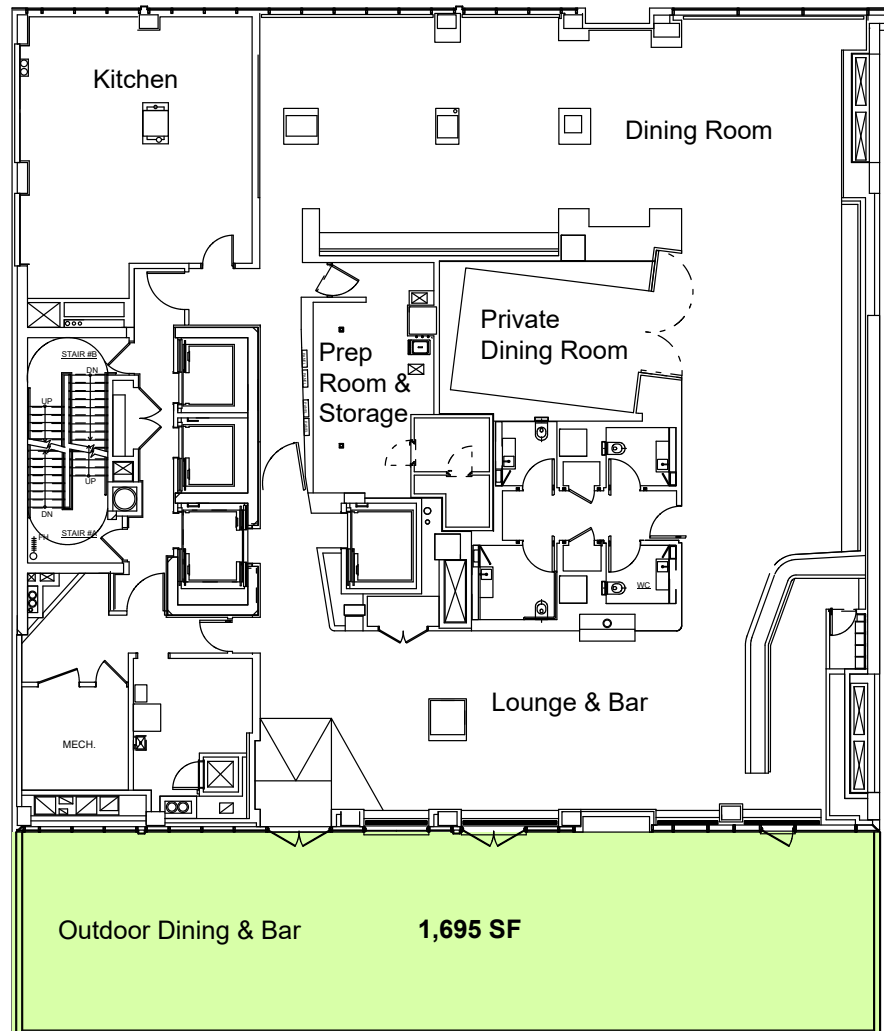 Kitchen
Dining Room
Private
Dining Room
Prep
Room &
Storage
STAIR #B
DN
UP
UP
DN
STAIR #A
FH
WC
Lounge & Bar
MECH.
Outdoor Dining & Bar
1,695 SF